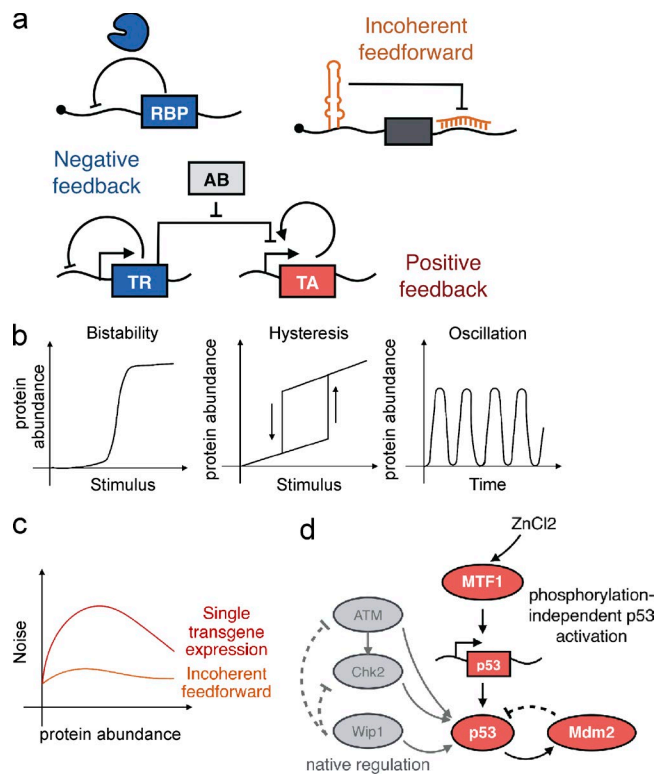 a
Incoherent
feedforward
RBP
Negative
feedback
AB
TR
TA
Positive
feedback
b
Bistability
Hysteresis
Oscillation
protein
abundance
protein abundance
protein abundance
Stimulus
Stimulus
Time
c
Noise
Single
transgene
expression
Incoherent
feedforward
protein abundance
d
ZnCl2
MTF1
phosphorylation-
independent p53
activation
ATM
p53
Chk2
Wip1
p53
Mdm2
native regulation